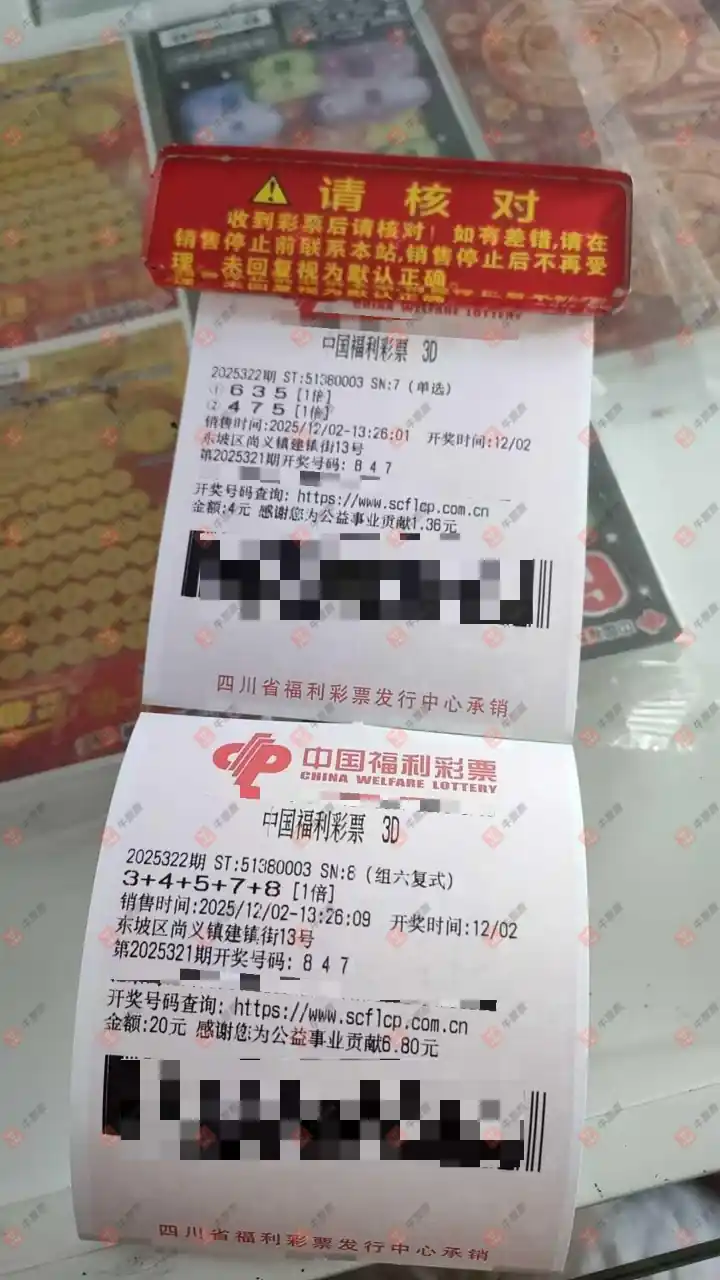 请核对
收到彩票后请核对！如有差错,请在
销售停止前联系本站,销售停止后不再受
理，未回复视为默认正确。
CHINA WELFARE LOTTERY
中国福利彩票 3D
2025322期 ST:51380003 SN:7 (单选)
① 6 3 5 [1倍]
② 4 7 5 [1倍]
销售时间:2025/12/02-13:26:01 开奖时间:12/02
东坡区尚义镇建镇街13号
第2025321期开奖号码: 8 4 7
开奖号码查询: https://www.scflcp.com.cn
金额:4元 感谢您为公益事业贡献1.36元
四川省福利彩票发行中心承销
中国福利彩票
CHINA WELFARE LOTTERY
中国福利彩票 3D
2025322期 ST:51380003 SN:8 (组六复式)
3+4+5+7+8 [1倍]
销售时间:2025/12/02-13:26:09 开奖时间:12/02
东坡区尚义镇建镇街13号
第2025321期开奖号码: 8 4 7
开奖号码查询: https://www.scflcp.com.cn
金额:20元 感谢您为公益事业贡献6.80元
四川省福利彩票发行中心承销